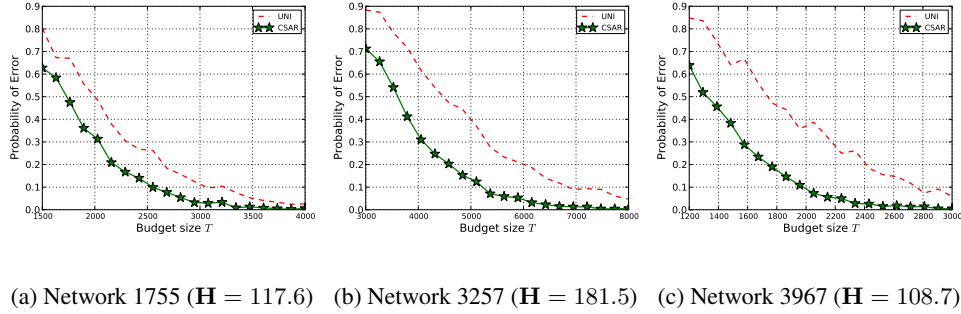 0.9
0.8
0.7
0.6
0.5
0.4
0.3
0.2
0.1
0.0
Probability of Error
UNI
CSAR
1500 2000 2500 3000 3500 4000
Budget size T
0.9
0.8
0.7
0.6
0.5
0.4
0.3
0.2
0.1
0.0
Probability of Error
UNI
CSAR
3000 4000 5000 6000 7000 8000
Budget size T
0.9
0.8
0.7
0.6
0.5
0.4
0.3
0.2
0.1
0.0
Probability of Error
UNI
CSAR
1200 1400 1600 1800 2000 2200 2400 2600 2800 3000
Budget size T
(a) Network 1755 (H = 117.6)
(b) Network 3257 (H = 181.5)
(c) Network 3967 (H = 108.7)